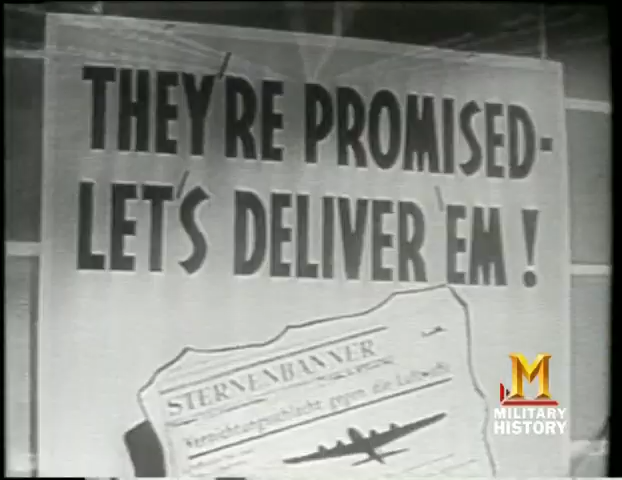 THEY'RE PROMISED-
LET'S DELIVER 'EM!
STERNENBANNER
Vernichtungsschlacht gegen die Luftwaffe
M
MILITARY
HISTORY